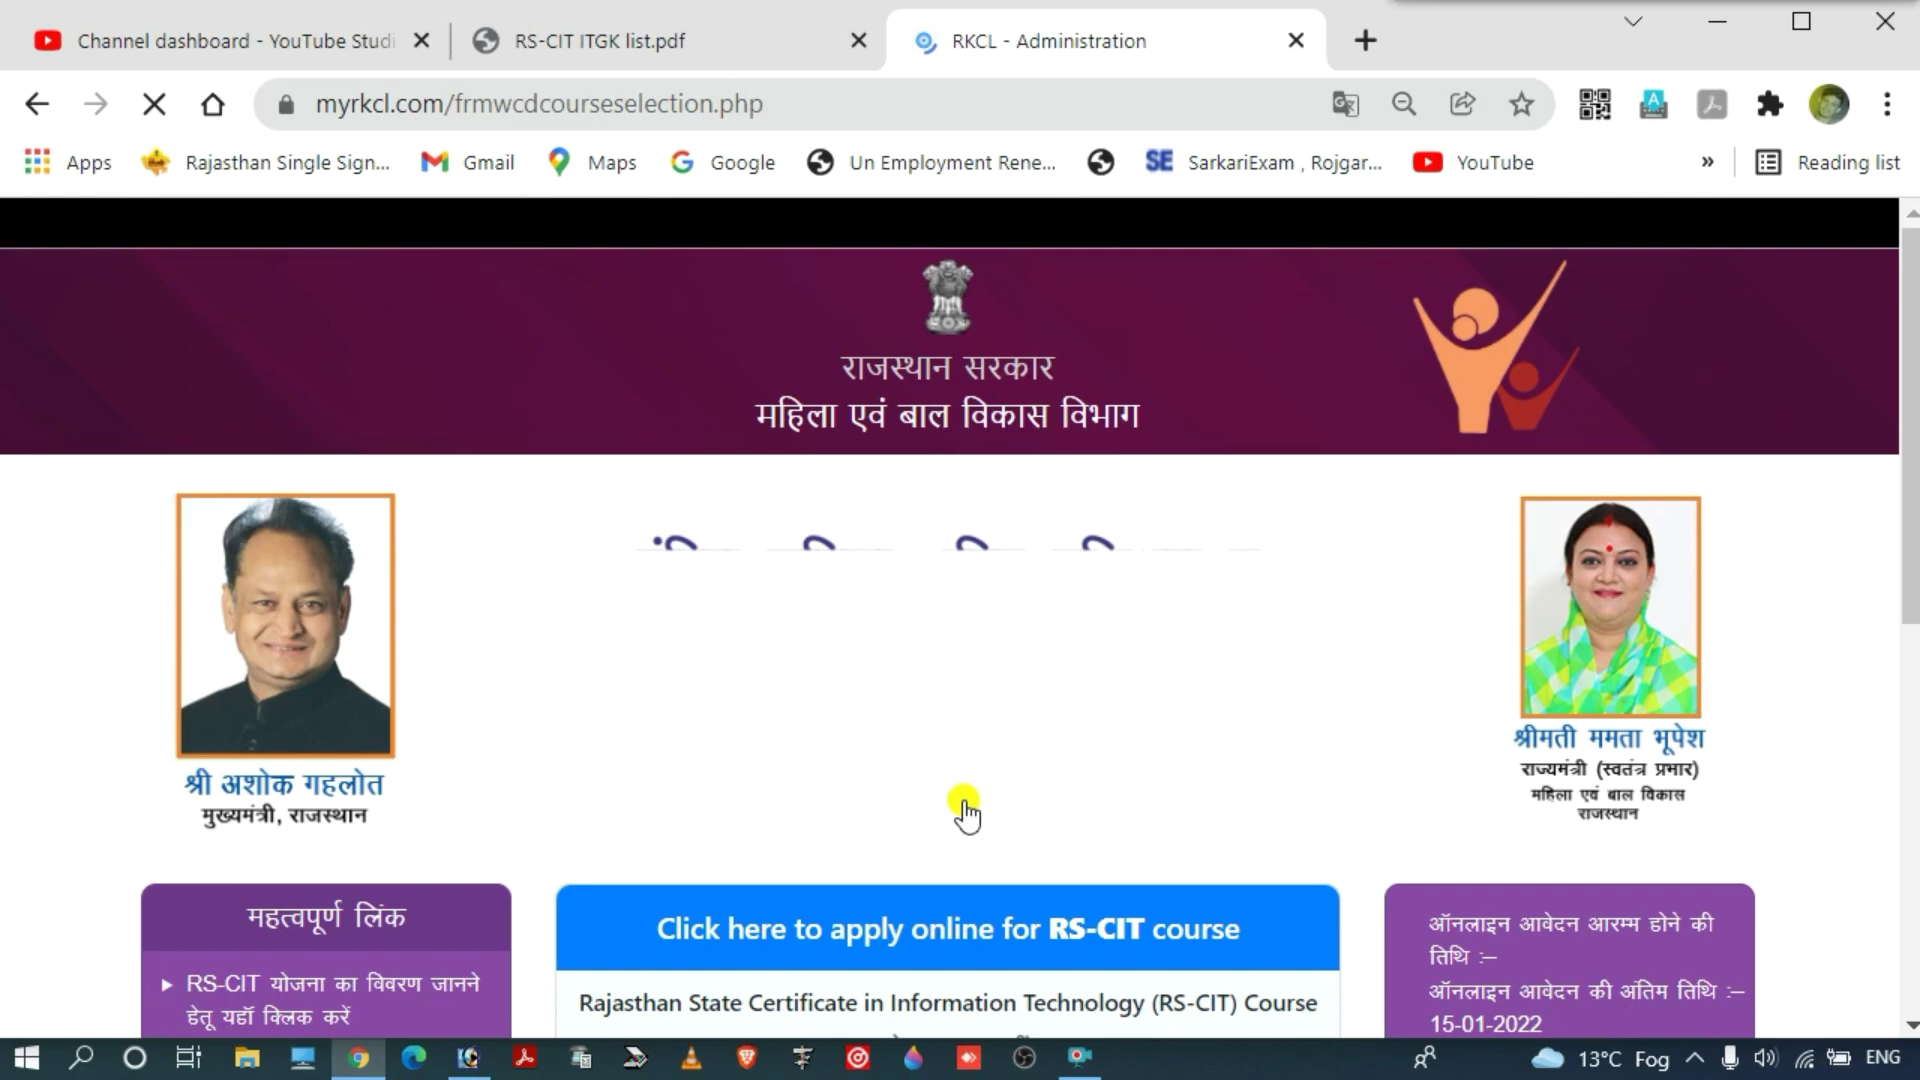 Channel dashboard - YouTube Studi
RS-CIT ITGK list.pdf
RKCL - Administration
myrkcl.com/frmwcdcourseselection.php
Apps
Rajasthan Single Sign...
Gmail
Maps
Google
Un Employment Rene...
SE
SarkariExam , Rojgar...
YouTube
»
Reading list
राजस्थान सरकार
महिला एवं बाल विकास विभाग
श्री अशोक गहलोत
मुख्यमंत्री, राजस्थान
श्रीमती ममता भूपेश
राज्यमंत्री (स्वतंत्र प्रभार)
महिला एवं बाल विकास
राजस्थान
महत्वपूर्ण लिंक
RS-CIT योजना का विवरण जानने
हेतू यहाँ क्लिक करें
Click here to apply online for RS-CIT course
Rajasthan State Certificate in Information Technology (RS-CIT) Course
ऑनलाइन आवेदन आरम्भ होने की
तिथि :–
ऑनलाइन आवेदन की अंतिम तिथि :–
15-01-2022
13°C Fog
ENG